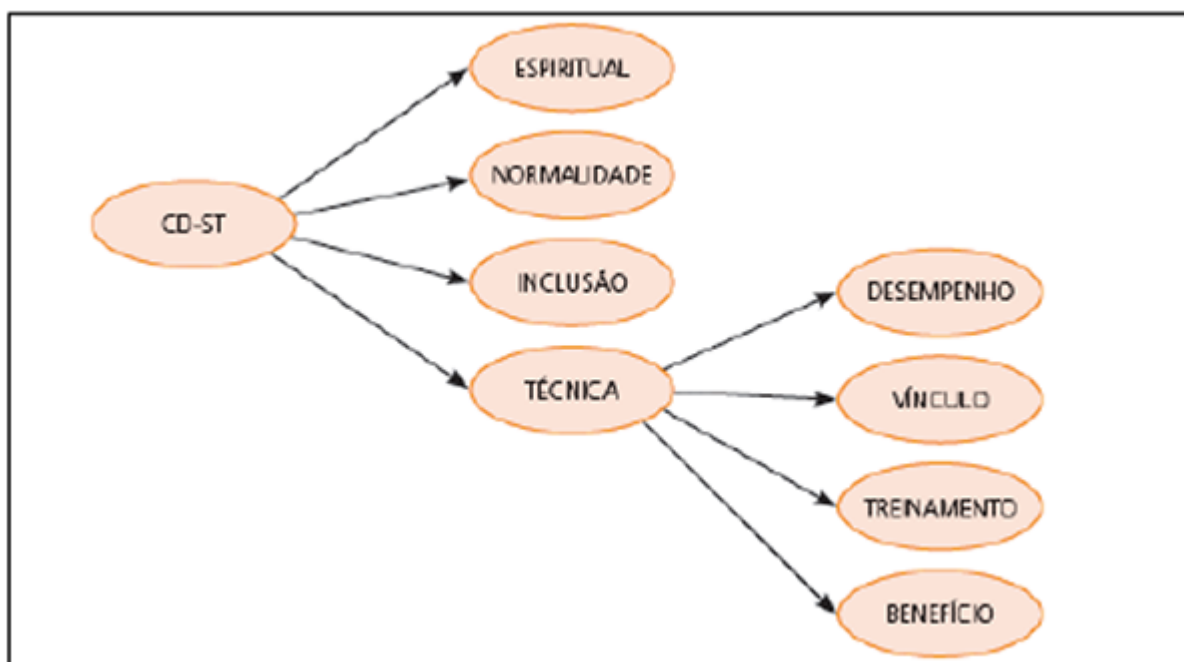 ESPIRITUAL
NORMALIDADE
CD-ST
INCLUSÃO
DESEMPENHO
TÉCNICA
VÍNCULO
TREINAMENTO
BENEFÍCIO